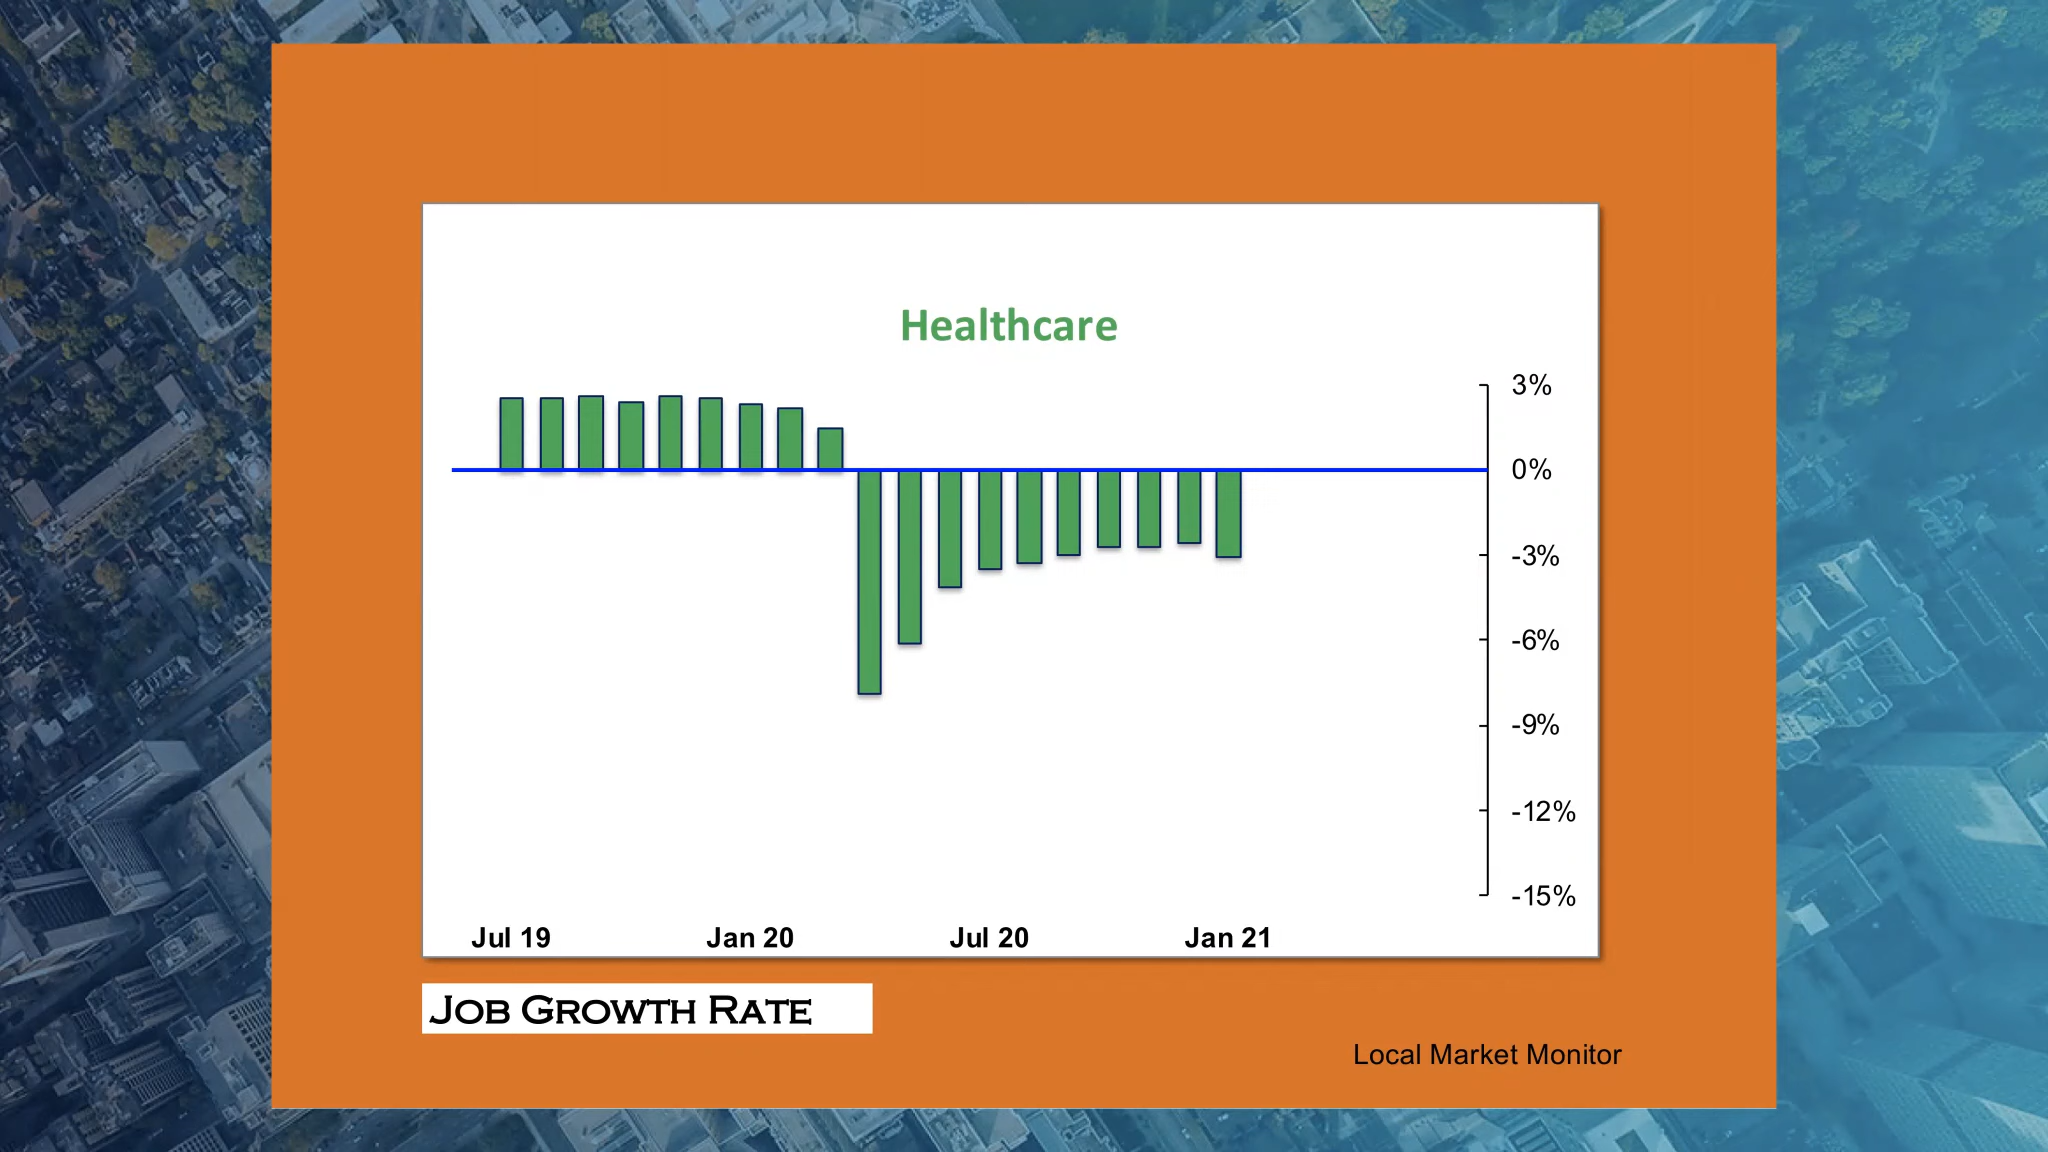 Healthcare
3%
0%
-3%
-6%
-9%
-12%
-15%
Jul 19 Jan 20 Jul 20 Jan 21
Job Growth Rate
Local Market Monitor